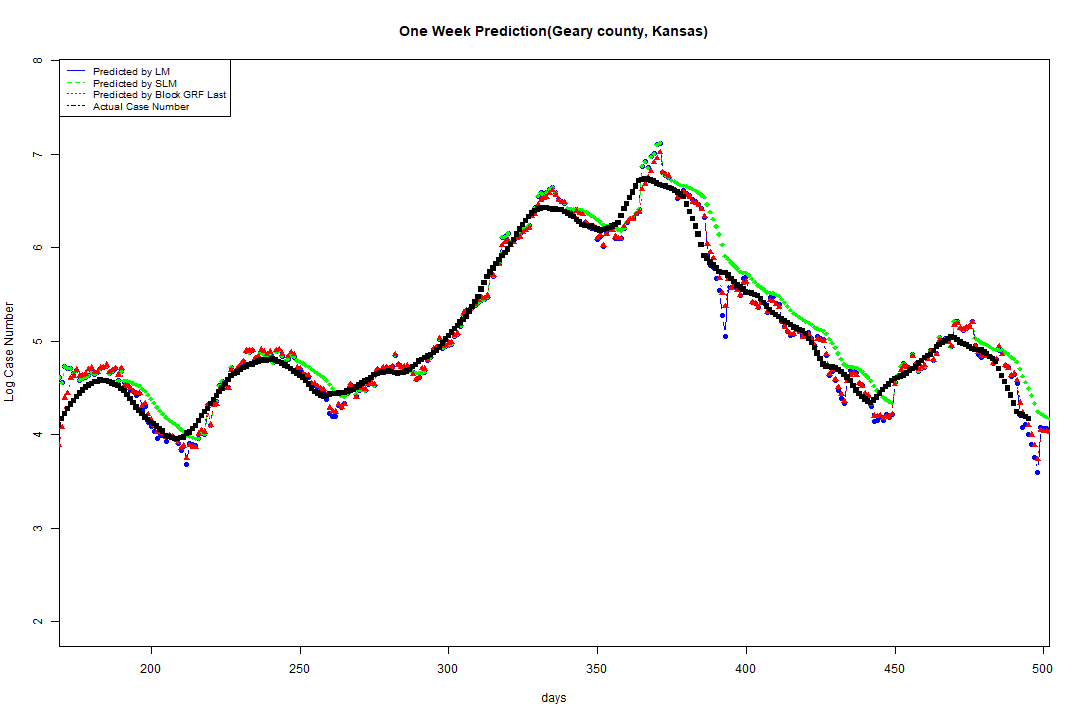 One Week Prediction(Geary county, Kansas)
Predicted by LM
Predicted by SLM
Predicted by Block GRF Last
Actual Case Number
8
7
6
5
4
3
2
Log Case Number
200 250 300 350 400 450 500
days